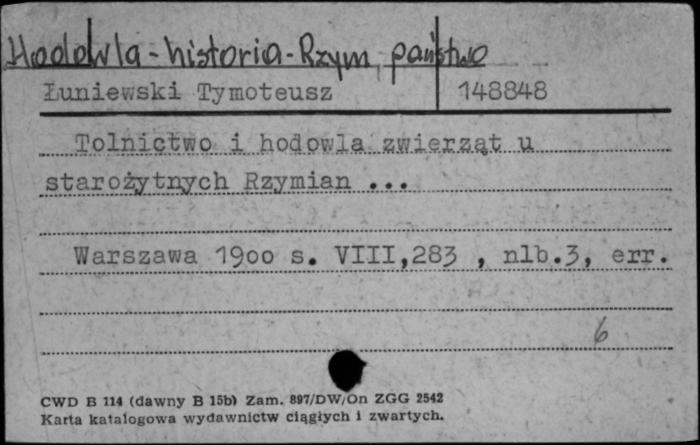 Hodowla - historia - Rzym, państwo
Łuniewski Tymoteusz 148848
Tolnictwo i hodowla zwierząt u
starożytnych Rzymian ...
Warszawa 1900 s. VIII,283 , nlb.3, err.
6
CWD B 114 (dawny B 15b) Zam. 897/DW/On ZGG 2542
Karta katalogowa wydawnictw ciągłych i zwartych.